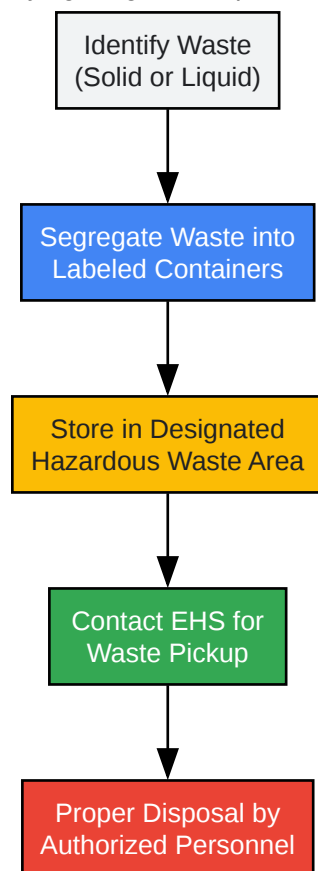 Identify Waste
(Solid or Liquid)
Segregate Waste into
Labeled Containers
Store in Designated
Hazardous Waste Area
Contact EHS for
Waste Pickup
Proper Disposal by
Authorized Personnel